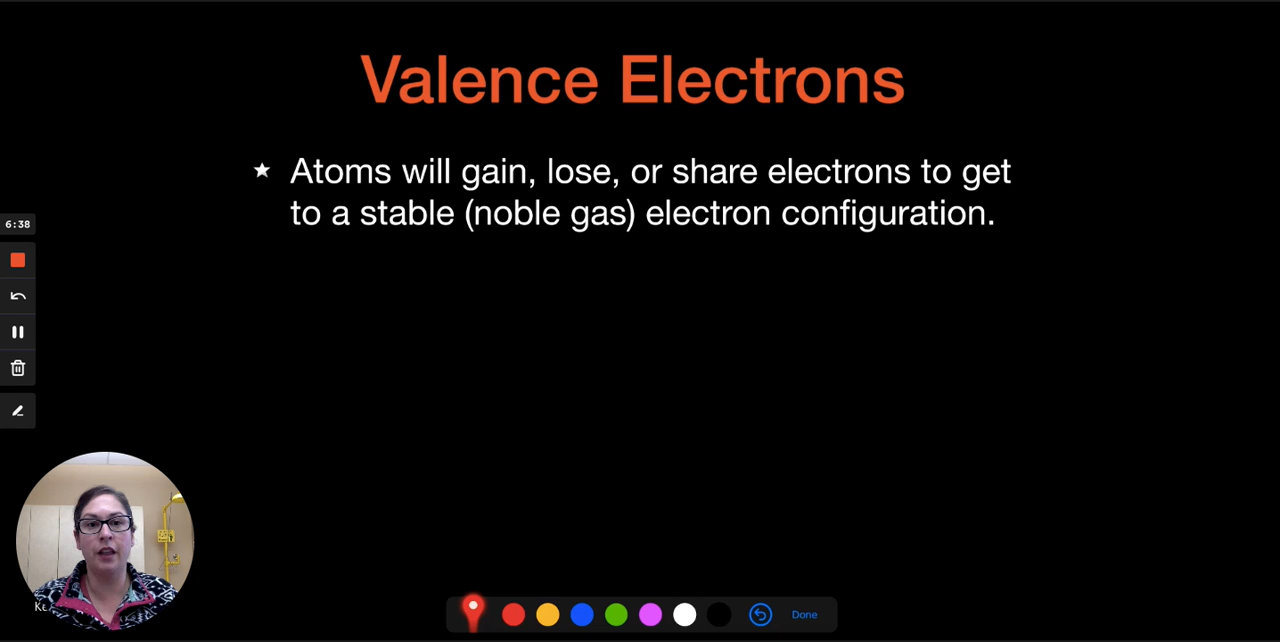 Valence Electrons
★ Atoms will gain, lose, or share electrons to get
to a stable (noble gas) electron configuration.
6:38
Done